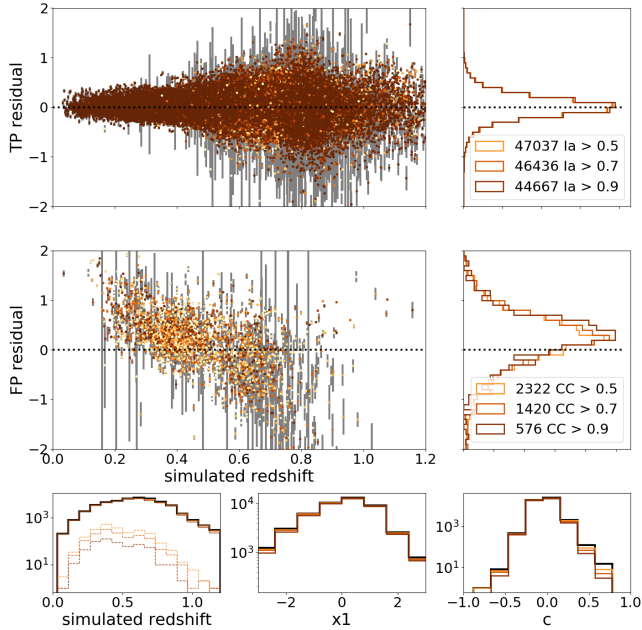 2
1
0
−1
−2
TP residual
47037 Ia > 0.5
46436 Ia > 0.7
44667 Ia > 0.9
2
1
0
−1
−2
FP residual
0.0 0.2 0.4 0.6 0.8 1.0 1.2
simulated redshift
2322 CC > 0.5
1420 CC > 0.7
576 CC > 0.9
10³
10¹
0.0 0.5 1.0
simulated redshift
10⁴
10³
−2 0 2
x1
10³
10¹
−1.0 −0.5 0.0 0.5 1.0
c